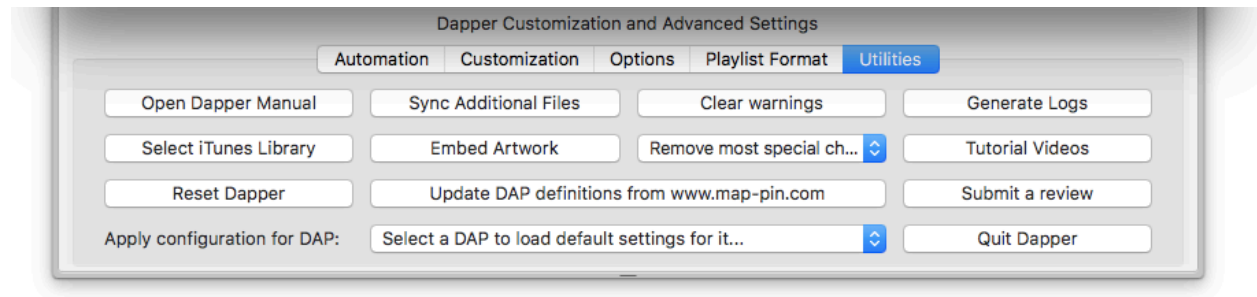 Dapper Customization and Advanced Settings
Automation Customization Options Playlist Format Utilities
Open Dapper Manual Sync Additional Files Clear warnings Generate Logs
Select iTunes Library Embed Artwork Remove most special ch... Tutorial Videos
Reset Dapper Update DAP definitions from www.map-pin.com Submit a review
Apply configuration for DAP: Select a DAP to load default settings for it... Quit Dapper